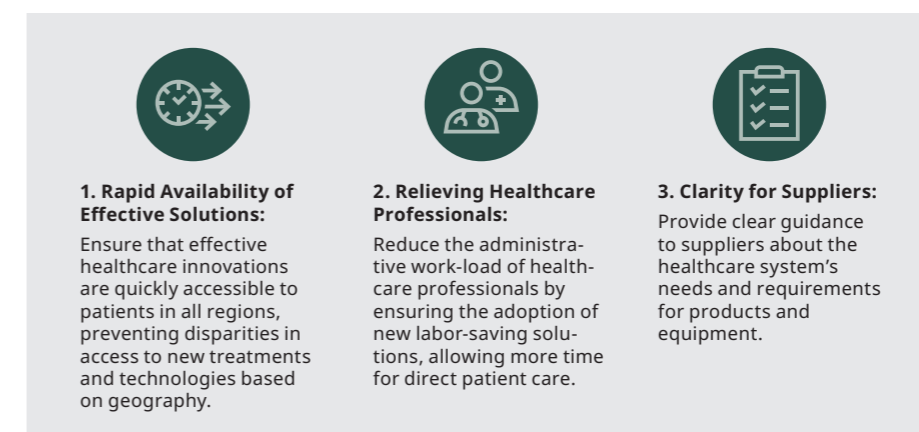 1. Rapid Availability of
Effective Solutions:
Ensure that effective
healthcare innovations
are quickly accessible to
patients in all regions,
preventing disparities in
access to new treatments
and technologies based
on geography.
2. Relieving Healthcare
Professionals:
Reduce the administra-
tive work-load of health-
care professionals by
ensuring the adoption of
new labor-saving solu-
tions, allowing more time
for direct patient care.
3. Clarity for Suppliers:
Provide clear guidance
to suppliers about the
healthcare system’s
needs and requirements
for products and
equipment.